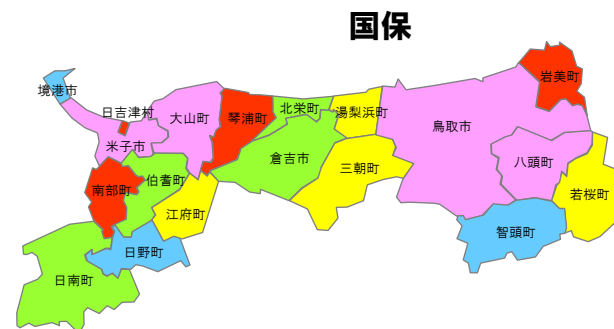 国保
岩美町
境港市
日吉津村
大山町
琴浦町
北栄町
湯梨浜町
鳥取市
米子市
倉吉市
三朝町
八頭町
南部町
伯耆町
若桜町
江府町
智頭町
日野町
日南町